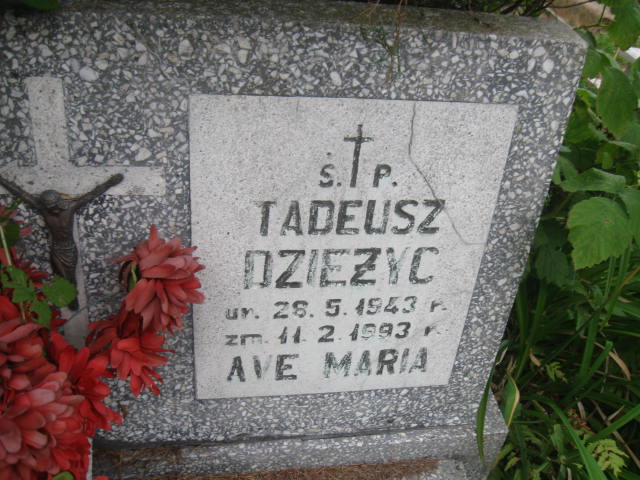 Ś. P.
TADEUSZ
DZIEŻYC
ur. 28.5.1943 r.
zm. 11.2.1993 r.
AVE MARIA